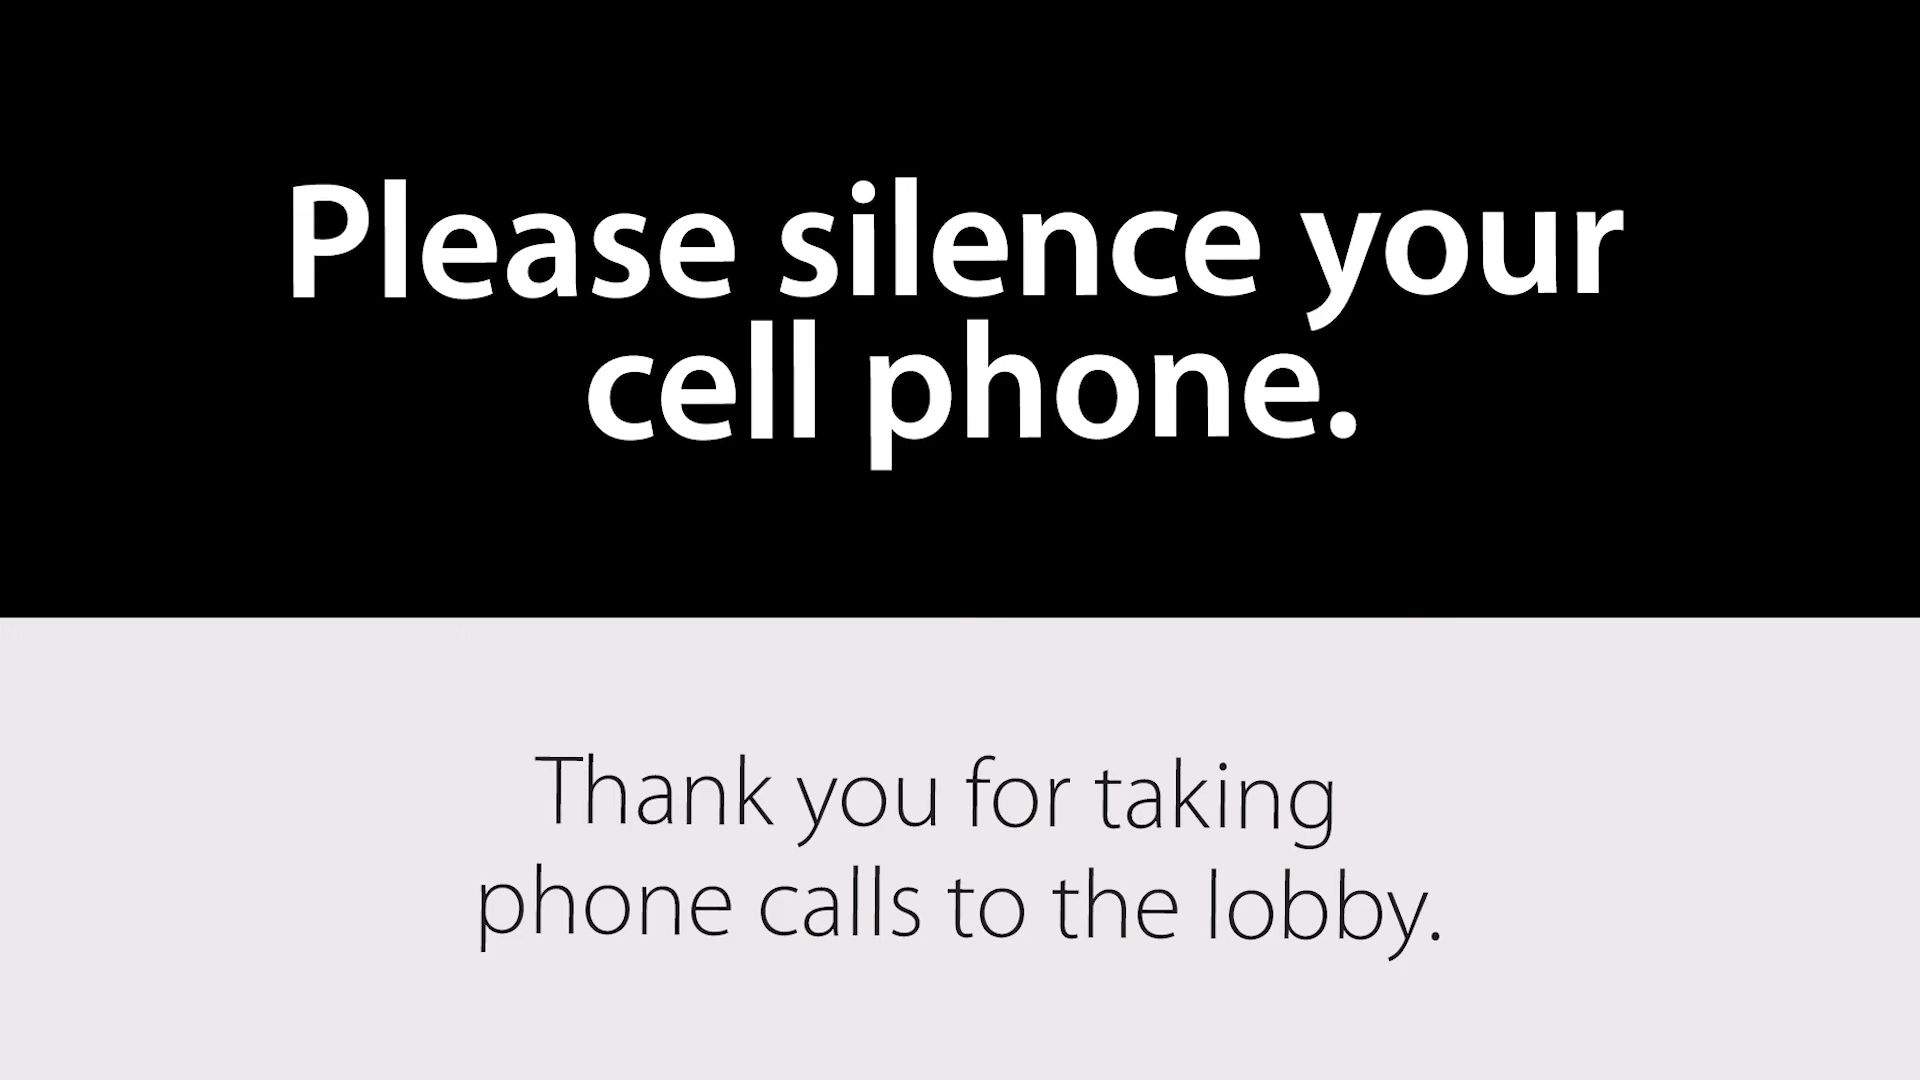 Please silence your
cell phone.
Thank you for taking
phone calls to the lobby.